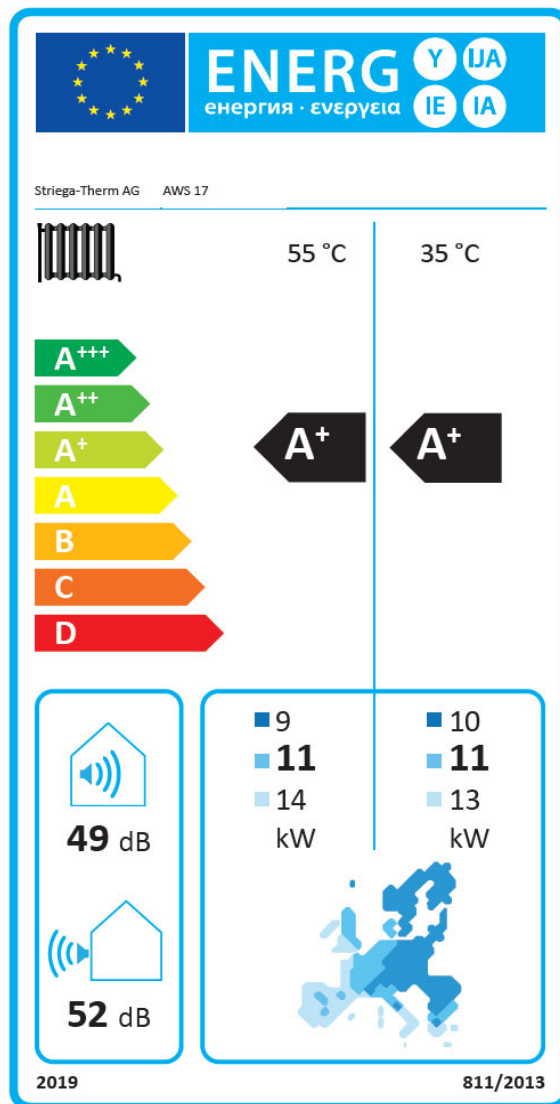 ENERG Y IJA
енергия · ενεργεια IE IA
Striega-Therm AG AWS 17
55 °C 35 °C
A+++
A++
A+ A+ A+
A
B
C
D
9 10
11 11
14 13
kW kW
49 dB
52 dB
2019 811/2013